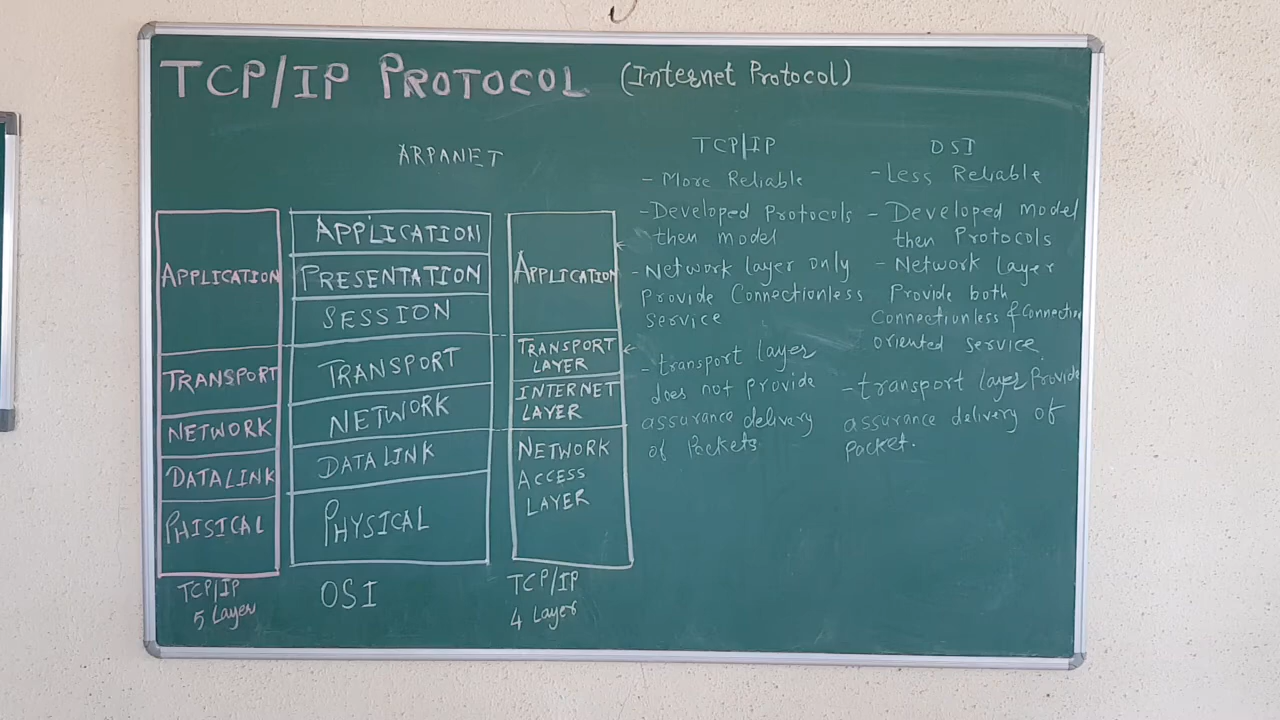 TCP/IP PROTOCOL (Internet Protocol)
ARPANET
APPLICATION
TRANSPORT
NETWORK
DATALINK
PHISICAL
TCP/IP
5 Layer
APPLICATION
PRESENTATION
SESSION
TRANSPORT
NETWORK
DATALINK
PHYSICAL
OSI
APPLICATION
TRANSPORT
LAYER
INTERNET
LAYER
NETWORK
ACCESS
LAYER
TCP/IP
4 Layer
TCP/IP
- More Reliable
- Developed Protocols
then model
- Network layer only
Provide Connectionless
Service
- transport layer
does not provide
assurance delivery
of Packets
OSI
- Less Reliable
- Developed model
then Protocols
- Network Layer
Provide both
Connectionless & Connection
oriented service.
- transport layer Provide
assurance delivery of
Packet.